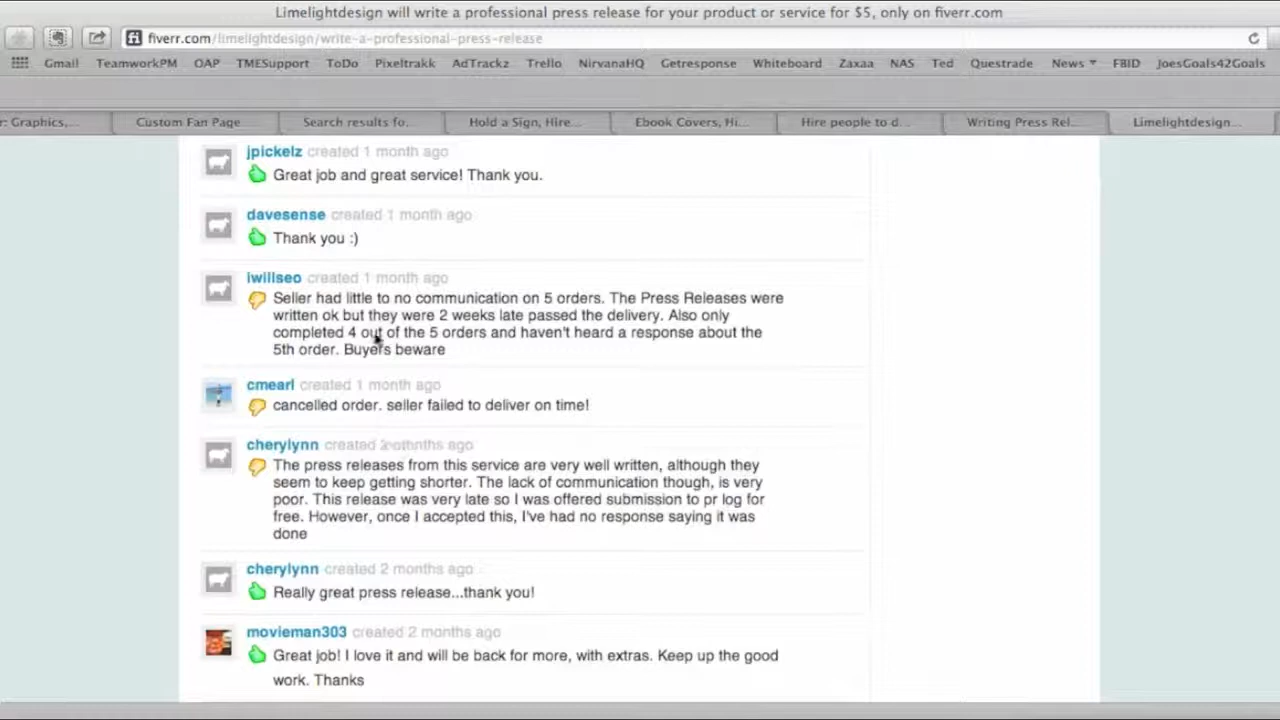 Limelightdesign will write a professional press release for your product or service for $5, only on fiverr.com
fiverr.com/limelightdesign/write-a-professional-press-release
Gmail TeamworkPM OAP TMESupport ToDo Pixeltrakk AdTrackz Trello NirvanaHQ Getresponse Whiteboard Zaxaa NAS Ted Questrade News FBID JoesGoals42Goals
r: Graphics,... Custom Fan Page Search results fo... Hold a Sign, Hire... Ebook Covers, Hi... Hire people to d... Writing Press Rel... Limelightdesign...
jpickelz created 1 month ago
Great job and great service! Thank you.
davesense created 1 month ago
Thank you :)
iwillseo created 1 month ago
Seller had little to no communication on 5 orders. The Press Releases were
written ok but they were 2 weeks late passed the delivery. Also only
completed 4 out of the 5 orders and haven't heard a response about the
5th order. Buyers beware
cmearl created 1 month ago
cancelled order. seller failed to deliver on time!
cherylynn created 2 months ago
The press releases from this service are very well written, although they
seem to keep getting shorter. The lack of communication though, is very
poor. This release was very late so I was offered submission to pr log for
free. However, once I accepted this, I've had no response saying it was
done
cherylynn created 2 months ago
Really great press release...thank you!
movieman303 created 2 months ago
Great job! I love it and will be back for more, with extras. Keep up the good
work. Thanks